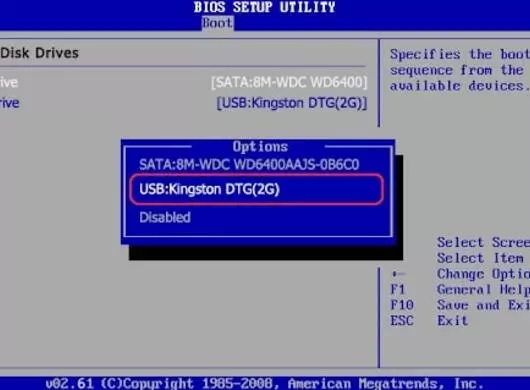 BIOS SETUP UTILITY
Boot
Disk Drives
[SATA:8M-WDC WD6400]
[USB:Kingston DTG(2G)]
Specifies the boot
sequence from the
available devices.
Options
SATA:8M-WDC WD6400AAJS-0B6C0
USB:Kingston DTG(2G)
Disabled
Select Scree
Select Item
+- Change Optio
F1 General Help
F10 Save and Exi
ESC Exit
v02.61 (C)Copyright 1985-2008, American Megatrends, Inc.